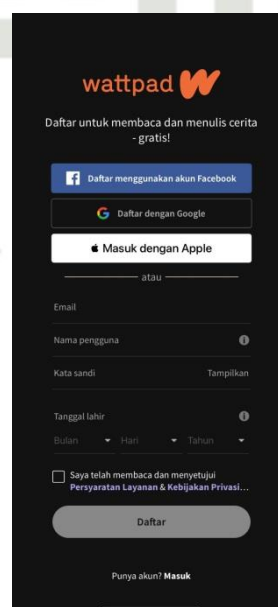 wattpad
Daftar untuk membaca dan menulis cerita
- gratis!
Daftar menggunakan akun Facebook
Daftar dengan Google
Masuk dengan Apple
atau
Email
Nama pengguna
Kata sandi Tampilkan
Tanggal lahir
Bulan Hari Tahun
Saya telah membaca dan menyetujui
Persyaratan Layanan & Kebijakan Privasi...
Daftar
Punya akun? Masuk